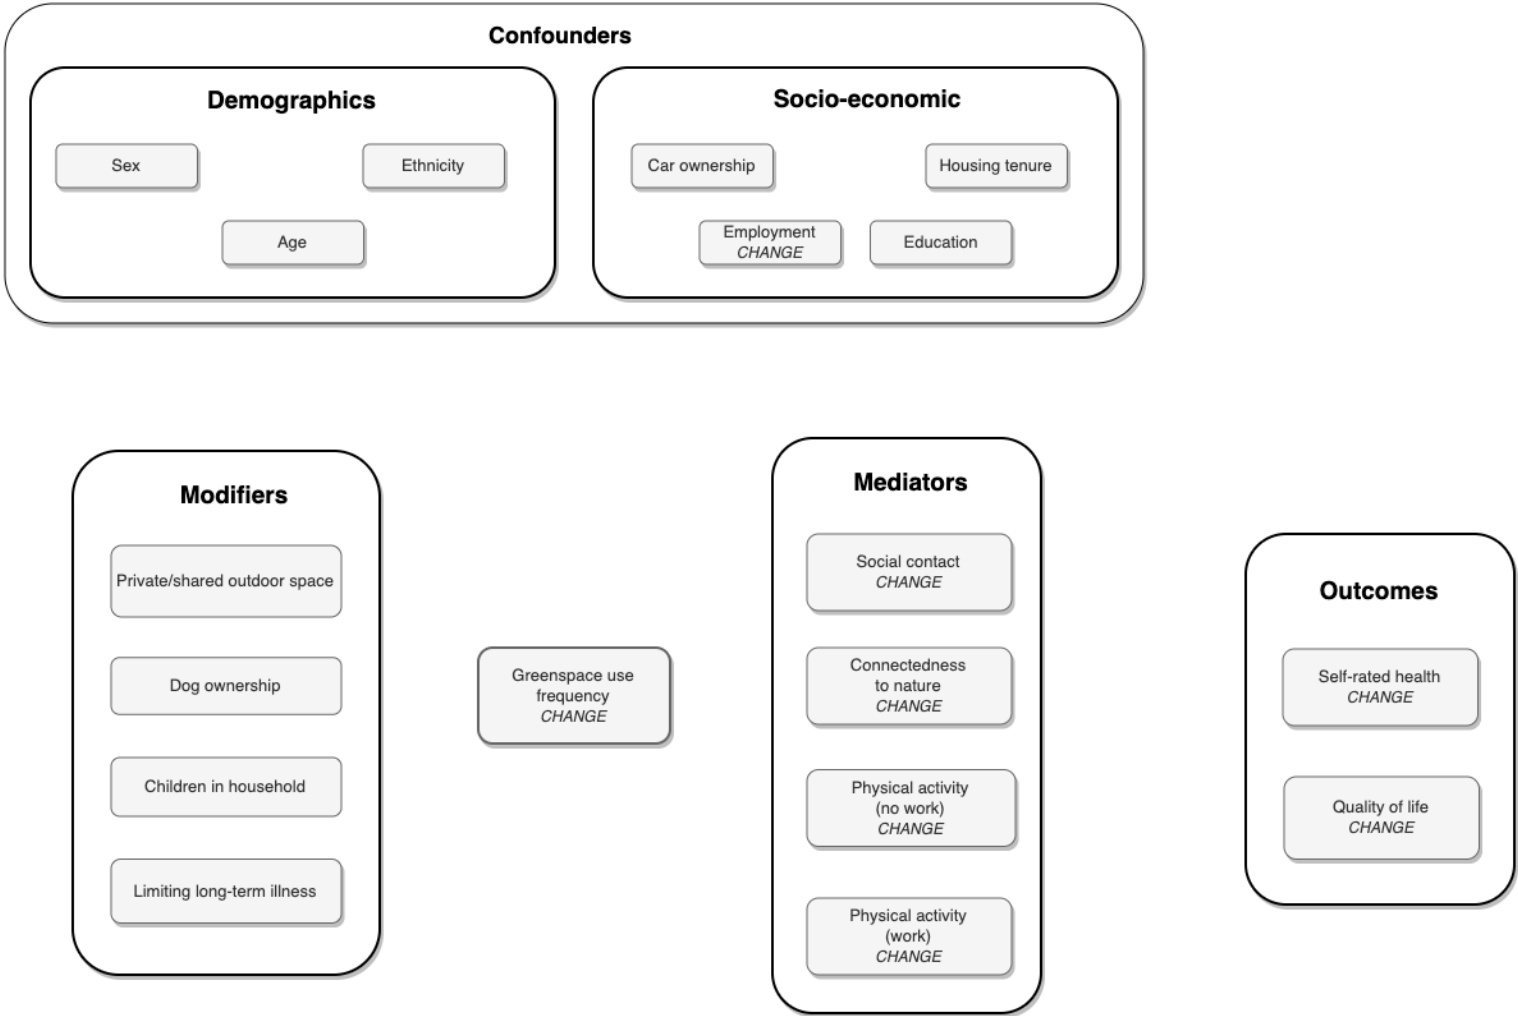 Confounders
Demographics
Sex
Ethnicity
Age
Socio-economic
Car ownership
Housing tenure
Employment
CHANGE
Education
Modifiers
Private/shared outdoor space
Dog ownership
Children in household
Limiting long-term illness
Greenspace use
frequency
CHANGE
Mediators
Social contact
CHANGE
Connectedness
to nature
CHANGE
Physical activity
(no work)
CHANGE
Physical activity
(work)
CHANGE
Outcomes
Self-rated health
CHANGE
Quality of life
CHANGE